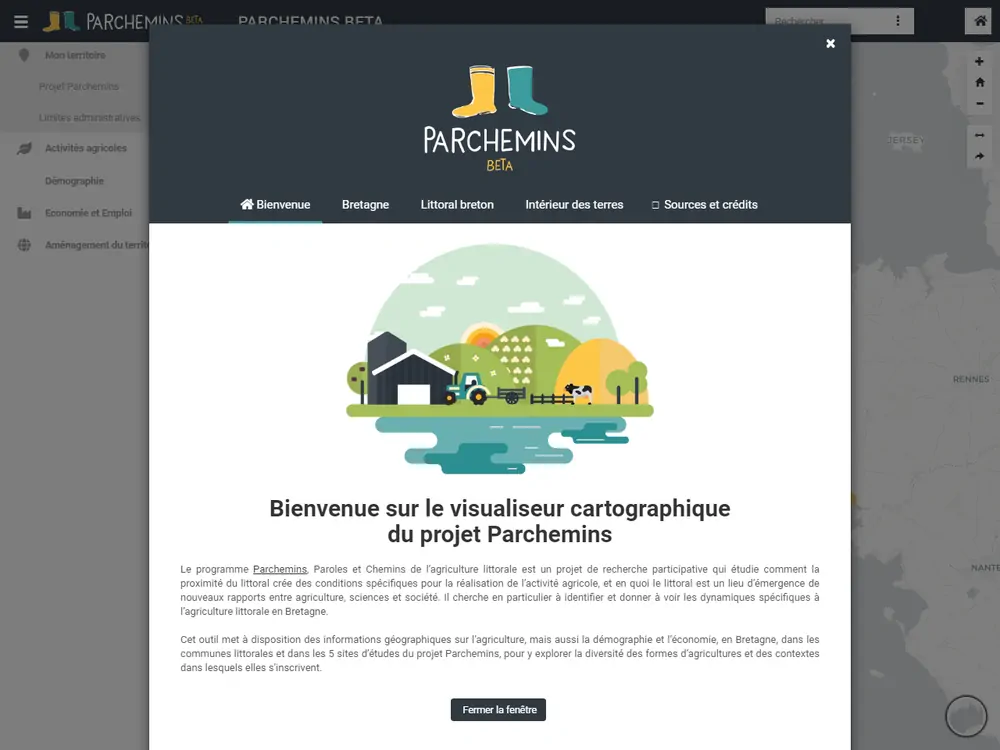 PARCHEMINS BETA
PARCHEMINS BETA
Rechercher
Mon territoire
Projet Parchemins
Limites administratives
Activités agricoles
Démographie
Economie et Emploi
Aménagement du territ
PARCHEMINS
BETA
Bienvenue Bretagne Littoral breton Intérieur des terres Sources et crédits
JERSEY
RENNES
NANTE
Bienvenue sur le visualiseur cartographique
du projet Parchemins
Le programme Parchemins, Paroles et Chemins de l'agriculture littorale est un projet de recherche participative qui étudie comment la
proximité du littoral crée des conditions spécifiques pour la réalisation de l'activité agricole, et en quoi le littoral est un lieu d'émergence de
nouveaux rapports entre agriculture, sciences et société. Il cherche en particulier à identifier et donner à voir les dynamiques spécifiques à
l'agriculture littorale en Bretagne.
Cet outil met à disposition des informations géographiques sur l'agriculture, mais aussi la démographie et l'économie, en Bretagne, dans les
communes littorales et dans les 5 sites d'études du projet Parchemins, pour y explorer la diversité des formes d'agricultures et des contextes
dans lesquels elles s'inscrivent.
Fermer la fenêtre